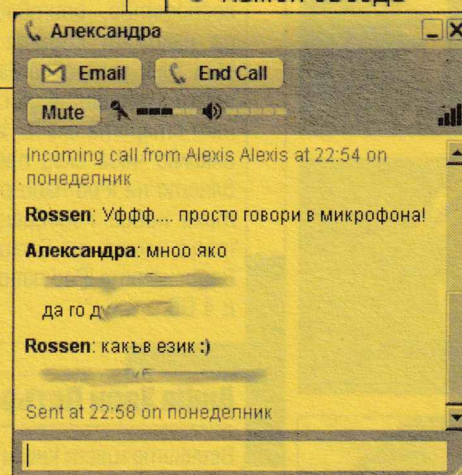 Александра
Email End Call
Mute
Incoming call from Alexis Alexis at 22:54 on
понеделник
Rossen: Уффф.... просто говори в микрофона!
Александра: мноо яко
да го
Rossen: какъв език :)
Sent at 22:58 on понеделник